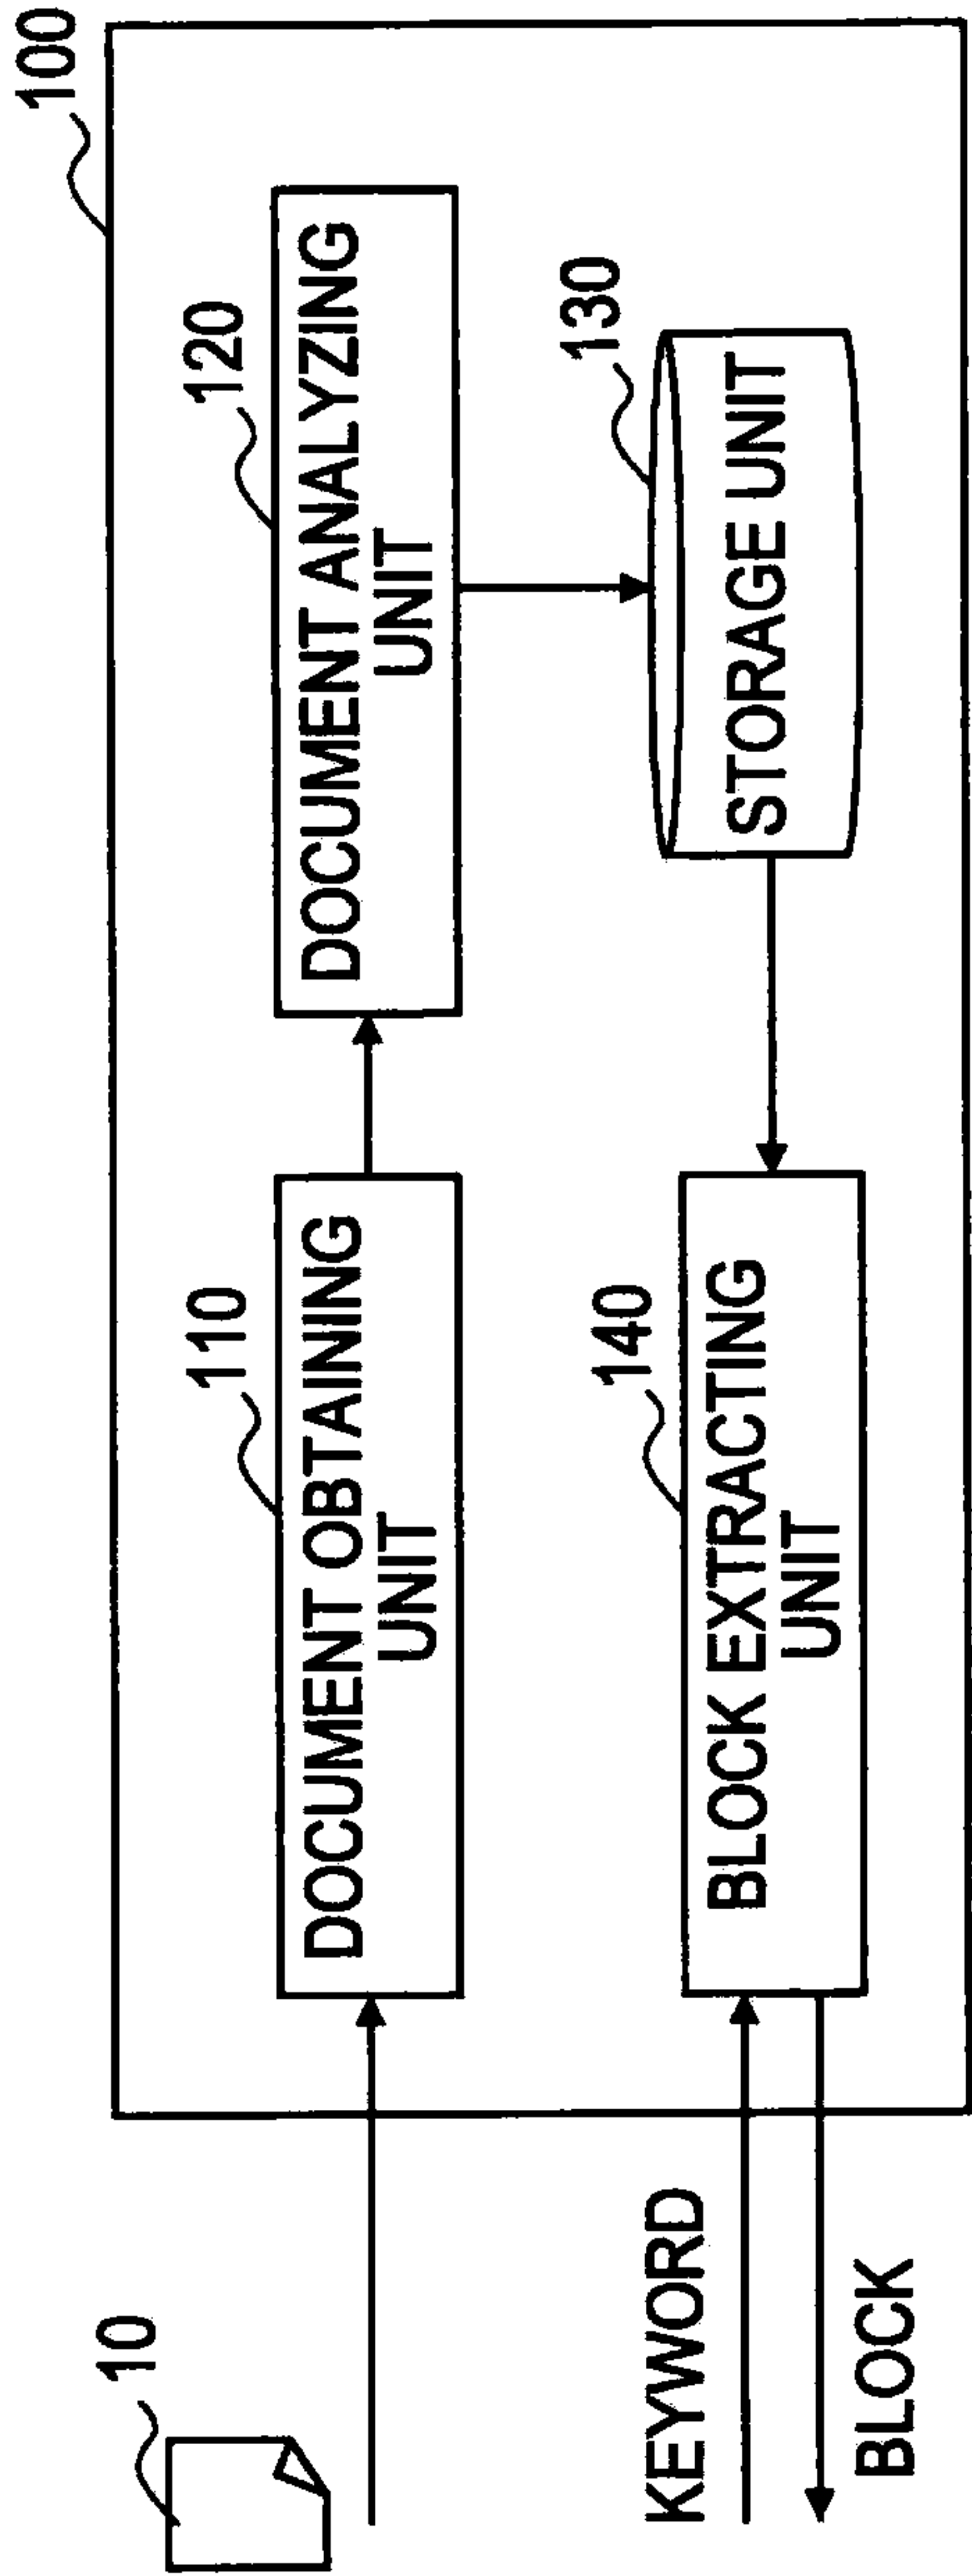 100
10
110
DOCUMENT OBTAINING
UNIT
120
DOCUMENT ANALYZING
UNIT
KEYWORD
BLOCK
140
BLOCK EXTRACTING
UNIT
130
STORAGE UNIT